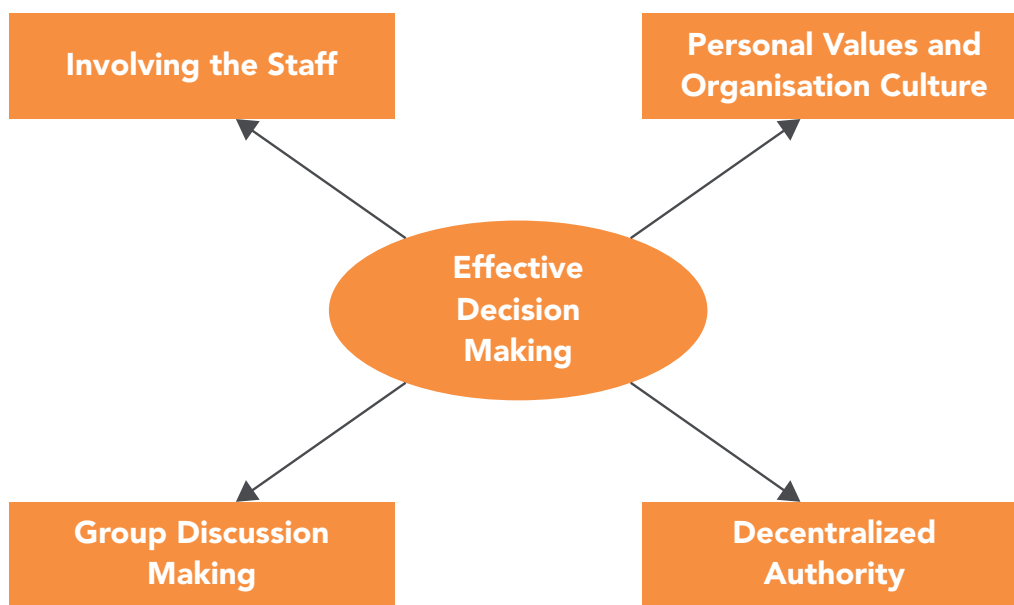 Involving the Staff
Personal Values and
Organisation Culture
Effective
Decision
Making
Group Discussion
Making
Decentralized
Authority